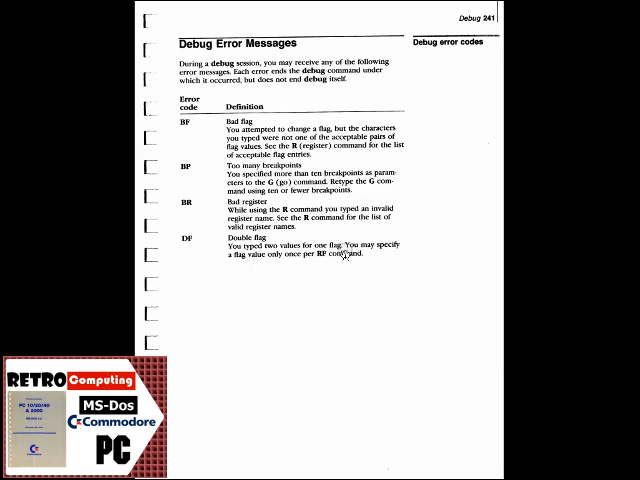 Debug 241
Debug Error Messages
Debug error codes
During a debug session, you may receive any of the following
error messages. Each error ends the debug command under
which it occurred, but does not end debug itself.
Error
code Definition
BF Bad flag
You attempted to change a flag, but the characters
you typed were not one of the acceptable pairs of
flag values. See the R (register) command for the list
of acceptable flag entries.
BP Too many breakpoints
You specified more than ten breakpoints as param-
eters to the G (go) command. Retype the G com-
mand using ten or fewer breakpoints.
BR Bad register
While using the R command you typed an invalid
register name. See the R command for the list of
valid register names.
DF Double flag
You typed two values for one flag. You may specify
a flag value only once per RF command.
RETRO Computing
PC 10/20/40
A 2000
MS-Dos
Commodore
PC